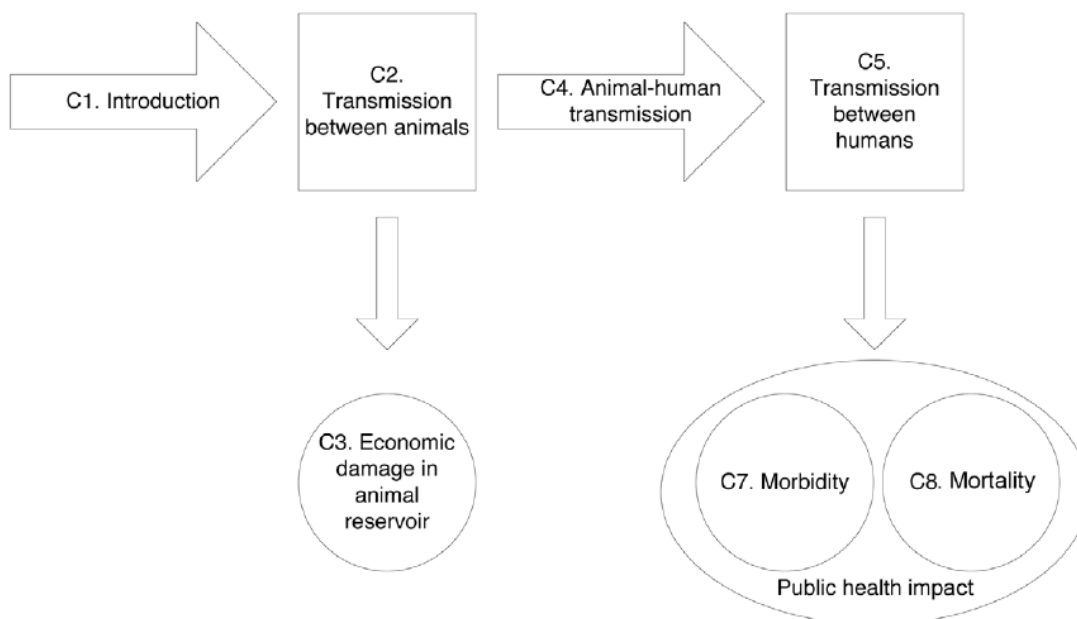 C1. Introduction
C2.
Transmission
between animals
C4. Animal-human
transmission
C5.
Transmission
between
humans
C3. Economic
damage in
animal
reservoir
C7. Morbidity
C8. Mortality
Public health impact